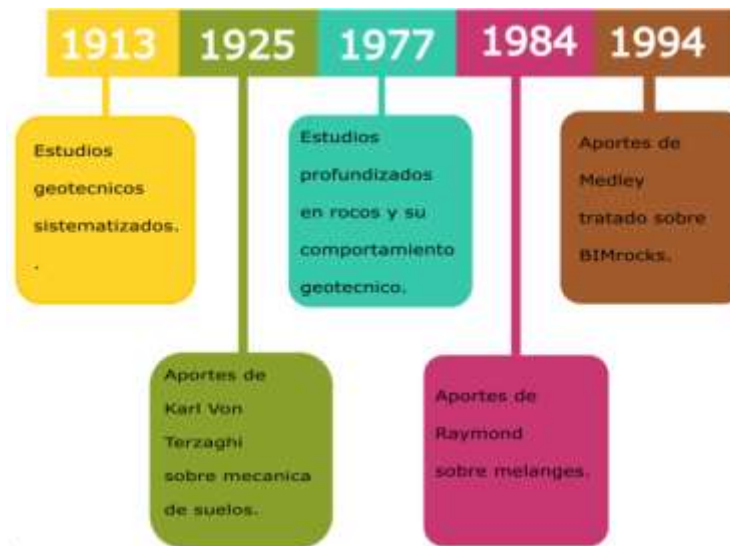 1913 1925 1977 1984 1994
Estudios
geotecnicos
sistematizados.
.
Estudios
profundizados
en rocos y su
comportamiento
geotecnico.
Aportes de
Medley
tratado sobre
BIMrocks.
Aportes de
Karl Von
Terzaghi
sobre mecanica
de suelos.
Aportes de
Raymond
sobre melanges.